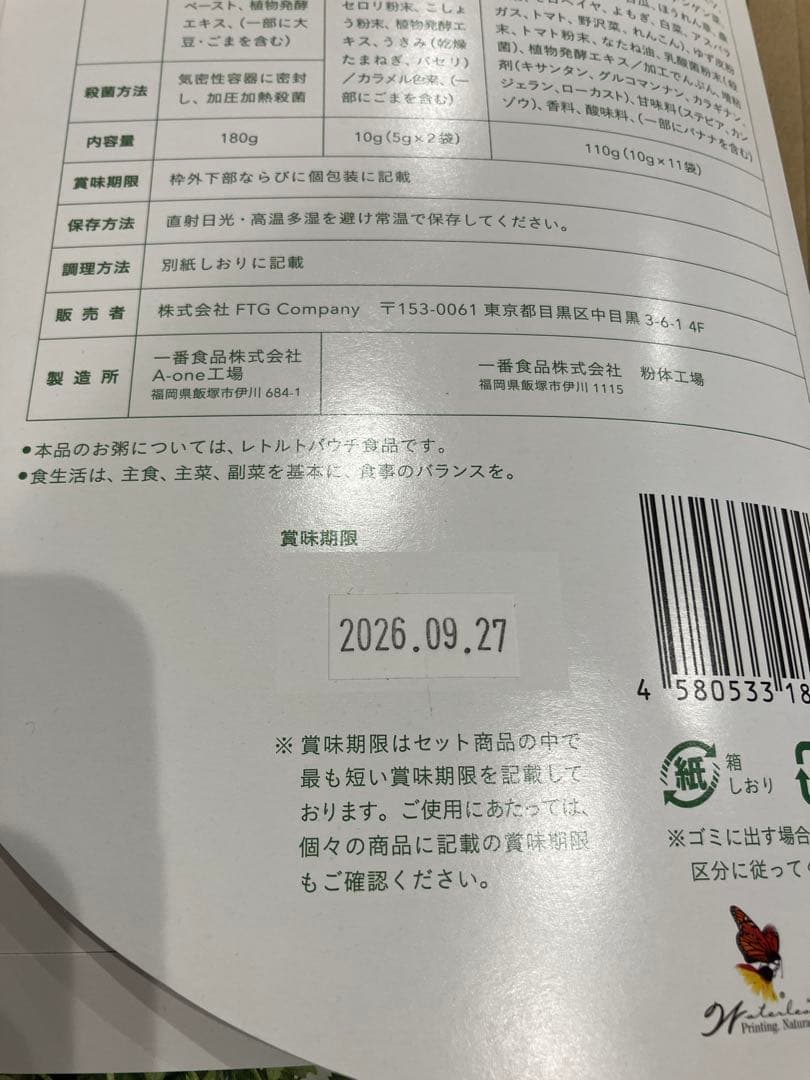 ペースト、植物発酵
エキス、(一部に大
豆・ごまを含む)
セロリ粉末、こしょ
う粉末、植物発酵エ
キス、うきみ(乾燥
たまねぎ、パセリ)
/カラメル色素、(一
部にごまを含む)
ガス、トマト、野沢菜、れんこん)、ゆず皮粉
末、トマト粉末、なたね油、乳酸菌粉末(殺
菌)、植物発酵エキス/加工でんぷん、増粘
剤(キサンタン、グルコマンナン、カラギナン、
ジェラン、ローカスト)、甘味料(ステビア、カン
ゾウ)、香料、酸味料、(一部にバナナを含む)
殺菌方法 気密性容器に密封
し、加圧加熱殺菌
内容量 180g 10g(5g×2袋) 110g(10g×11袋)
賞味期限 枠外下部ならびに個包装に記載
保存方法 直射日光・高温多湿を避け常温で保存してください。
調理方法 別紙しおりに記載
販売者 株式会社 FTG Company 〒153-0061 東京都目黒区中目黒 3-6-1 4F
製造所 一番食品株式会社
A-one工場
福岡県飯塚市伊川 684-1
一番食品株式会社 粉体工場
福岡県飯塚市伊川 1115
●本品のお粥については、レトルトパウチ食品です。
●食生活は、主食、主菜、副菜を基本に、食事のバランスを。
賞味期限
2026.09.27
4 580533 18
※賞味期限はセット商品の中で
最も短い賞味期限を記載して
おります。ご使用にあたっては、
個々の商品に記載の賞味期限
もご確認ください。
紙 箱
しおり
※ゴミに出す場合
区分に従って
Waterless
Printing. Natura